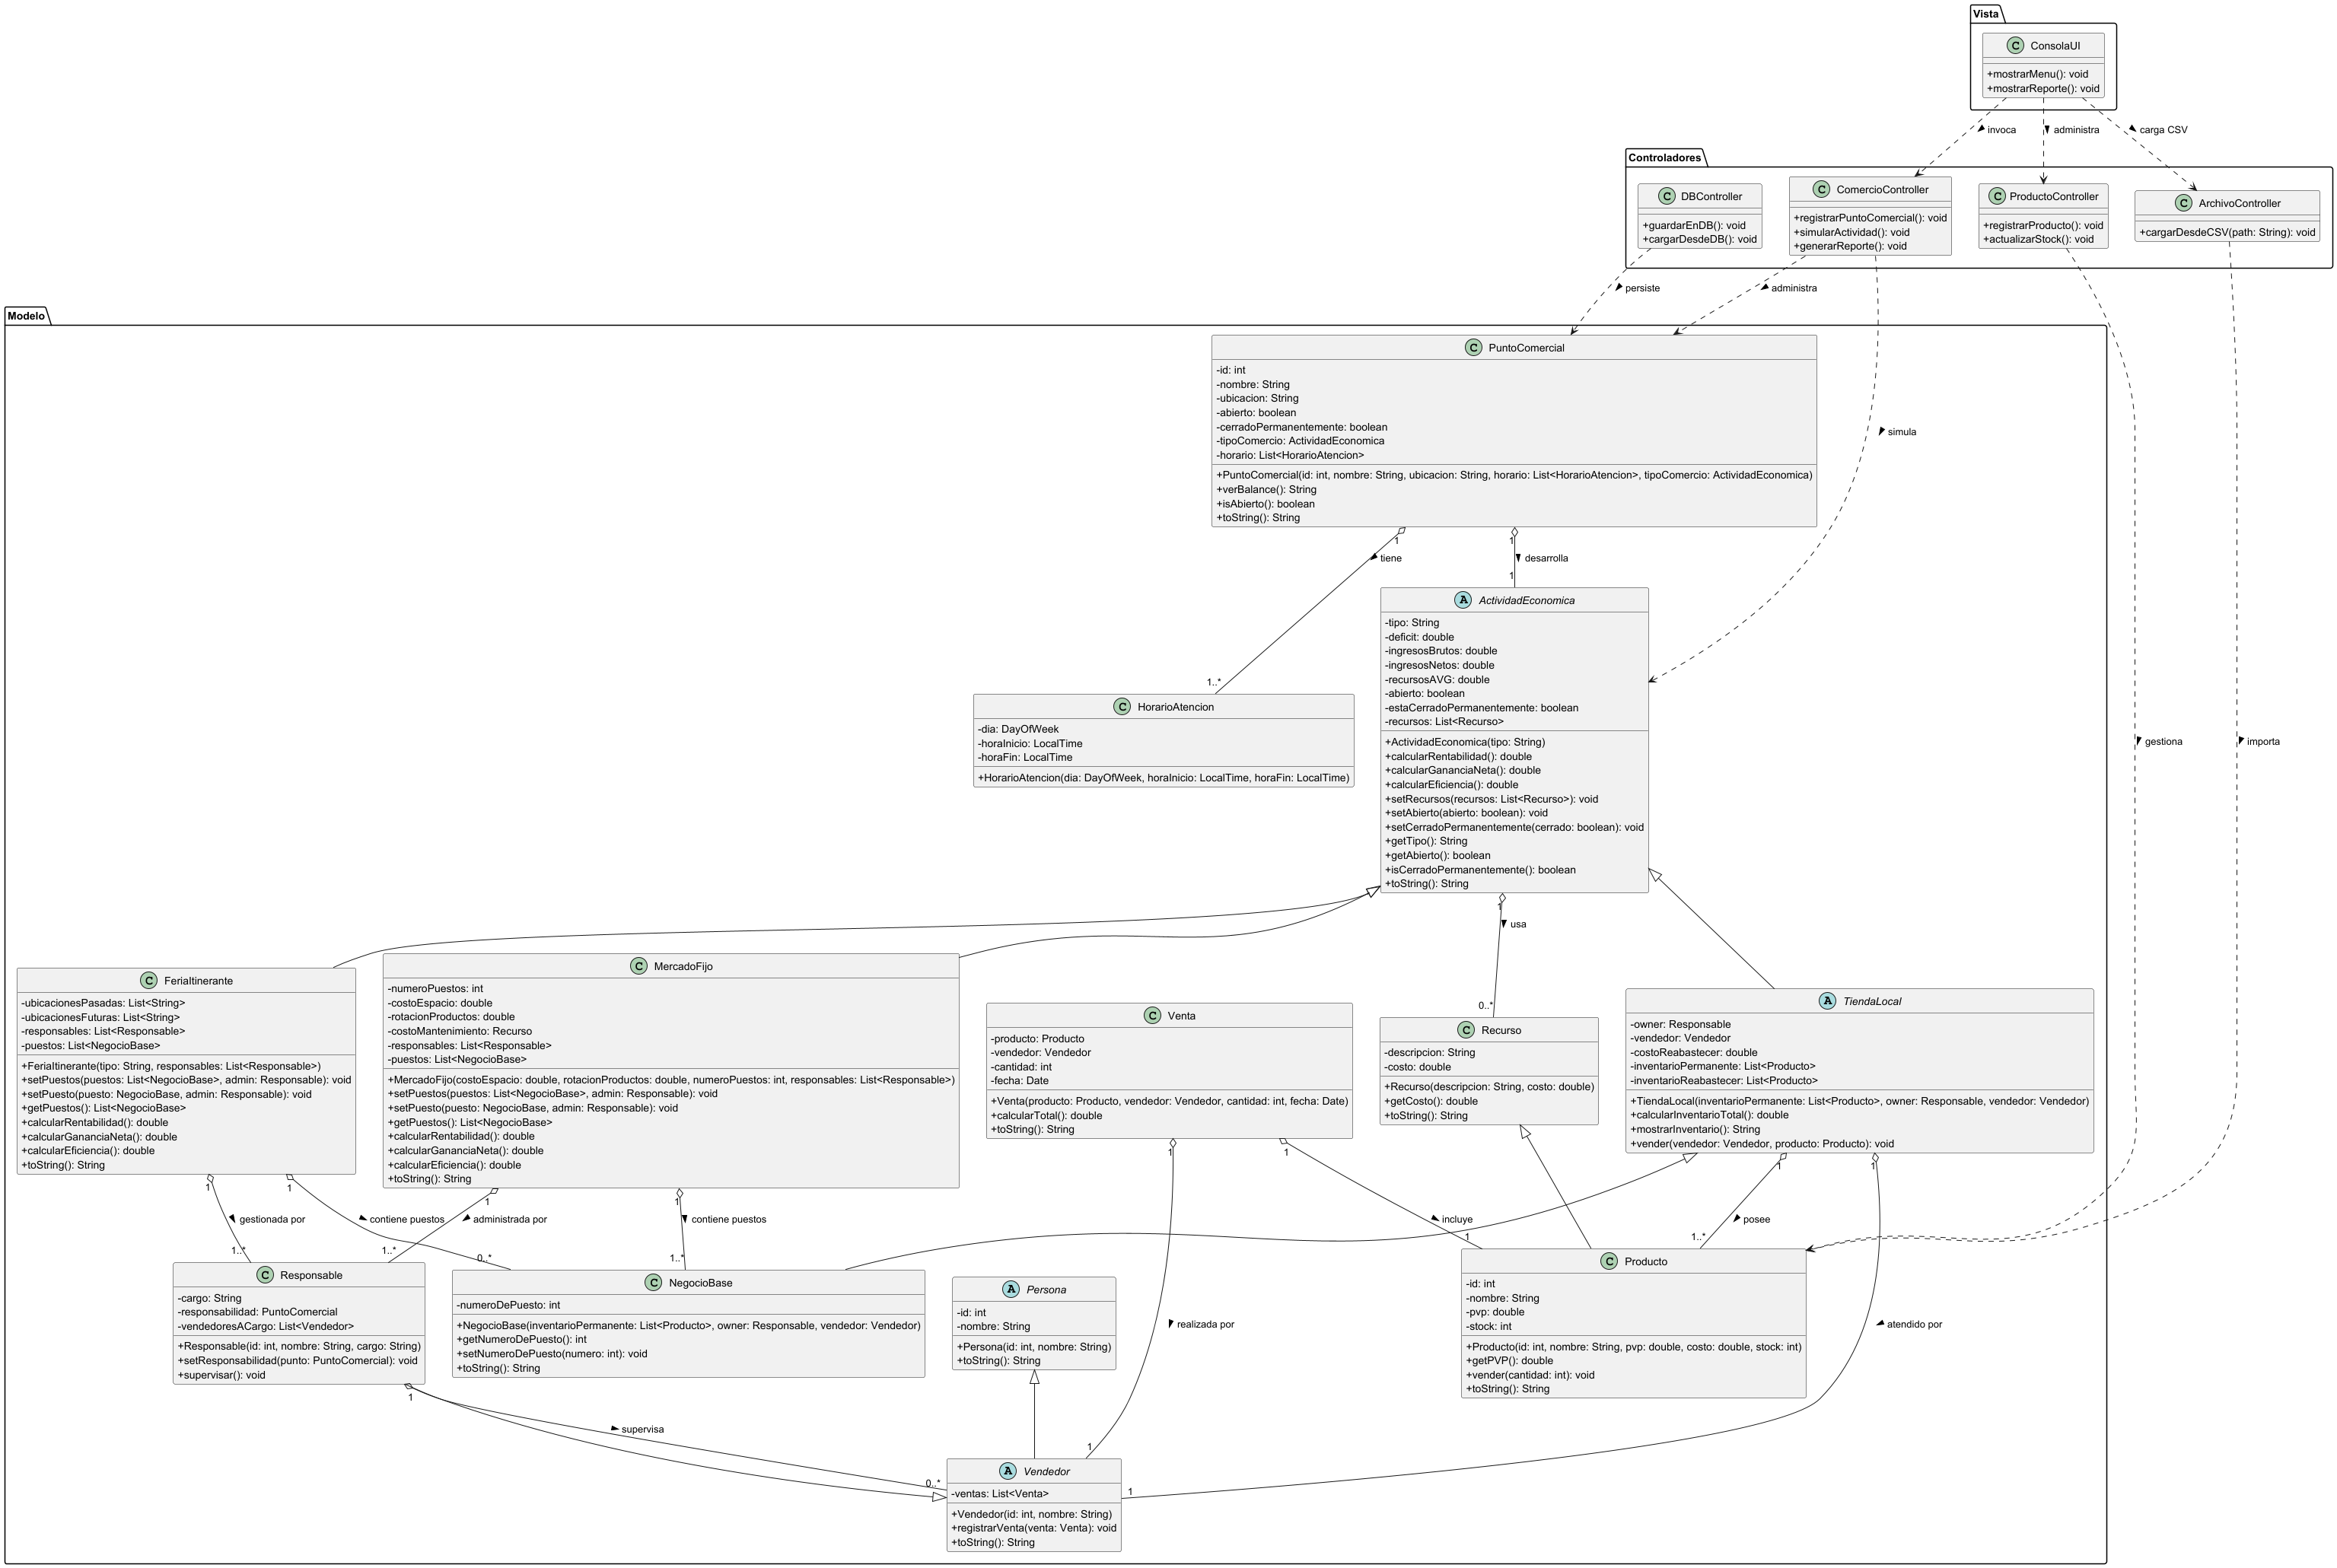 Vista
C ConsolaUI
+mostrarMenu(): void
+mostrarReporte(): void
invoca
administra
carga CSV
Controladores
C DBController
+guardarEnDB(): void
+cargarDesdeDB(): void
C ComercioController
+registrarPuntoComercial(): void
+simularActividad(): void
+generarReporte(): void
C ProductoController
+registrarProducto(): void
+actualizarStock(): void
C ArchivoController
+cargarDesdeCSV(path: String): void
persiste
administra
simula
gestiona
importa
Modelo
C PuntoComercial
-id: int
-nombre: String
-ubicacion: String
-abierto: boolean
-cerradoPermanentemente: boolean
-tipoComercio: ActividadEconomica
-horario: List<HorarioAtencion>
+PuntoComercial(id: int, nombre: String, ubicacion: String, horario: List<HorarioAtencion>, tipoComercio: ActividadEconomica)
+verBalance(): String
+isAbierto(): boolean
+toString(): String
1
tiene
1..*
1
desarrolla
1
C HorarioAtencion
-dia: DayOfWeek
-horaInicio: LocalTime
-horaFin: LocalTime
+HorarioAtencion(dia: DayOfWeek, horaInicio: LocalTime, horaFin: LocalTime)
A ActividadEconomica
-tipo: String
-deficit: double
-ingresosBrutos: double
-ingresosNetos: double
-recursosAVG: double
-abierto: boolean
-estaCerradoPermanentemente: boolean
-recursos: List<Recurso>
+ActividadEconomica(tipo: String)
+calcularRentabilidad(): double
+calcularGananciaNeta(): double
+calcularEficiencia(): double
+setRecursos(recursos: List<Recurso>): void
+setAbierto(abierto: boolean): void
+setCerradoPermanentemente(cerrado: boolean): void
+getTipo(): String
+getAbierto(): boolean
+isCerradoPermanentemente(): boolean
+toString(): String
1
usa
0..*
C FeriaItinerante
-ubicacionesPasadas: List<String>
-ubicacionesFuturas: List<String>
-responsables: List<Responsable>
-puestos: List<NegocioBase>
+FeriaItinerante(tipo: String, responsables: List<Responsable>)
+setPuestos(puestos: List<NegocioBase>, admin: Responsable): void
+setPuesto(puesto: NegocioBase, admin: Responsable): void
+getPuestos(): List<NegocioBase>
+calcularRentabilidad(): double
+calcularGananciaNeta(): double
+calcularEficiencia(): double
+toString(): String
C MercadoFijo
-numeroPuestos: int
-costoEspacio: double
-rotacionProductos: double
-costoMantenimiento: Recurso
-responsables: List<Responsable>
-puestos: List<NegocioBase>
+MercadoFijo(costoEspacio: double, rotacionProductos: double, numeroPuestos: int, responsables: List<Responsable>)
+setPuestos(puestos: List<NegocioBase>, admin: Responsable): void
+setPuesto(puesto: NegocioBase, admin: Responsable): void
+getPuestos(): List<NegocioBase>
+calcularRentabilidad(): double
+calcularGananciaNeta(): double
+calcularEficiencia(): double
+toString(): String
C Venta
-producto: Producto
-vendedor: Vendedor
-cantidad: int
-fecha: Date
+Venta(producto: Producto, vendedor: Vendedor, cantidad: int, fecha: Date)
+calcularTotal(): double
+toString(): String
C Recurso
-descripcion: String
-costo: double
+Recurso(descripcion: String, costo: double)
+getCosto(): double
+toString(): String
A TiendaLocal
-owner: Responsable
-vendedor: Vendedor
-costoReabastecer: double
-inventarioPermanente: List<Producto>
-inventarioReabastecer: List<Producto>
+TiendaLocal(inventarioPermanente: List<Producto>, owner: Responsable, vendedor: Vendedor)
+calcularInventarioTotal(): double
+mostrarInventario(): String
+vender(vendedor: Vendedor, producto: Producto): void
1
gestionada por
1..*
1
contiene puestos
0..*
1
administrada por
1..*
1
contiene puestos
1..*
1
realizada por
1
1
incluye
1
1
posee
1..*
1
atendido por
1
C Responsable
-cargo: String
-responsabilidad: PuntoComercial
-vendedoresACargo: List<Vendedor>
+Responsable(id: int, nombre: String, cargo: String)
+setResponsabilidad(punto: PuntoComercial): void
+supervisar(): void
C NegocioBase
-numeroDePuesto: int
+NegocioBase(inventarioPermanente: List<Producto>, owner: Responsable, vendedor: Vendedor)
+getNumeroDePuesto(): int
+setNumeroDePuesto(numero: int): void
+toString(): String
A Persona
-id: int
-nombre: String
+Persona(id: int, nombre: String)
+toString(): String
C Producto
-id: int
-nombre: String
-pvp: double
-stock: int
+Producto(id: int, nombre: String, pvp: double, costo: double, stock: int)
+getPVP(): double
+vender(cantidad: int): void
+toString(): String
1
supervisa
0..*
A Vendedor
-ventas: List<Venta>
+Vendedor(id: int, nombre: String)
+registrarVenta(venta: Venta): void
+toString(): String